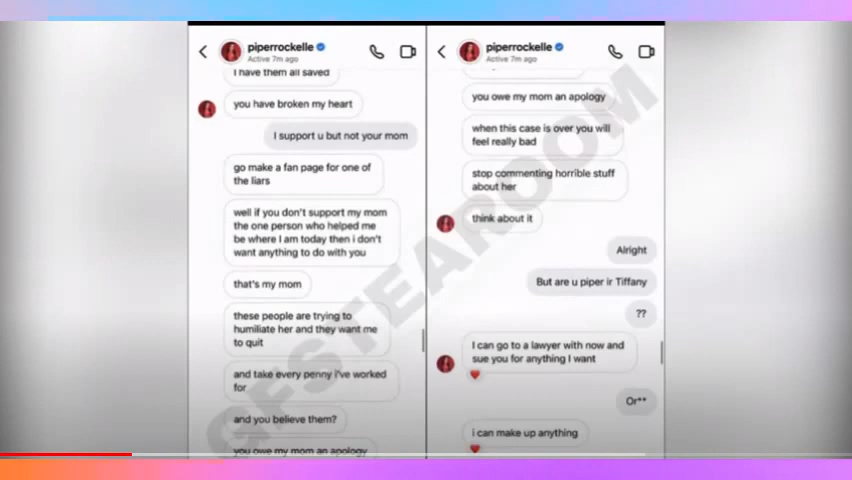 piperrockelle
Active 7m ago
I have them all saved
you have broken my heart
I support u but not your mom
go make a fan page for one of
the liars
well if you don't support my mom
the one person who helped me
be where I am today then i don't
want anything to do with you
that's my mom
these people are trying to
humiliate her and they want me
to quit
and take every penny i've worked
for
and you believe them?
you owe my mom an apology
piperrockelle
Active 7m ago
you owe my mom an apology
when this case is over you will
feel really bad
stop commenting horrible stuff
about her
think about it
Alright
But are u piper ir Tiffany
??
I can go to a lawyer with now and
sue you for anything I want
Or**
i can make up anything
GFSTEAROOM